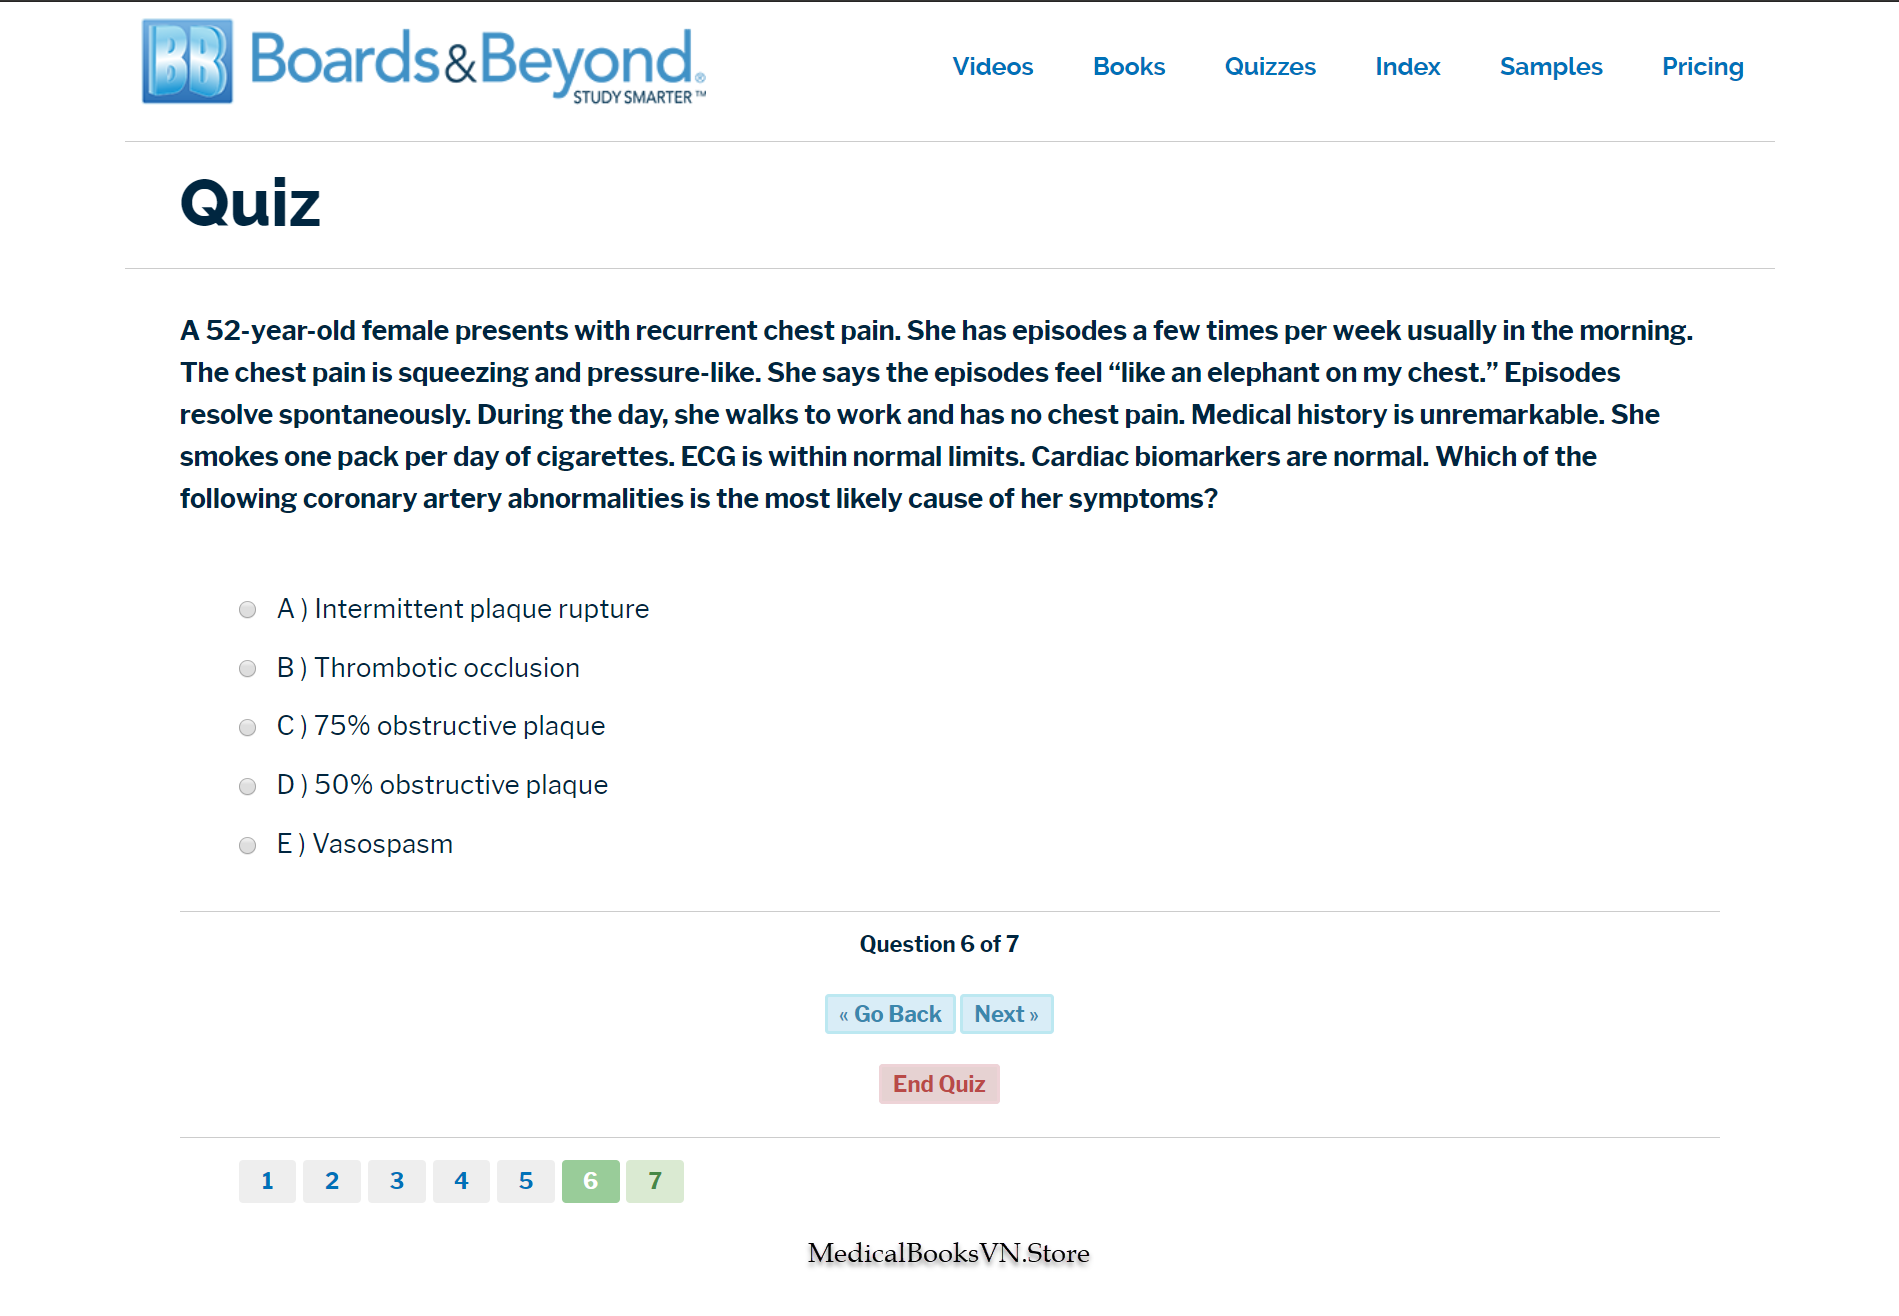 BB Boards&Beyond®
STUDY SMARTER™
Videos Books Quizzes Index Samples Pricing
Quiz
A 52-year-old female presents with recurrent chest pain. She has episodes a few times per week usually in the morning.
The chest pain is squeezing and pressure-like. She says the episodes feel “like an elephant on my chest.” Episodes
resolve spontaneously. During the day, she walks to work and has no chest pain. Medical history is unremarkable. She
smokes one pack per day of cigarettes. ECG is within normal limits. Cardiac biomarkers are normal. Which of the
following coronary artery abnormalities is the most likely cause of her symptoms?
A ) Intermittent plaque rupture
B ) Thrombotic occlusion
C ) 75% obstructive plaque
D ) 50% obstructive plaque
E ) Vasospasm
Question 6 of 7
« Go Back Next »
End Quiz
1 2 3 4 5 6 7
MedicalBooksVN.Store